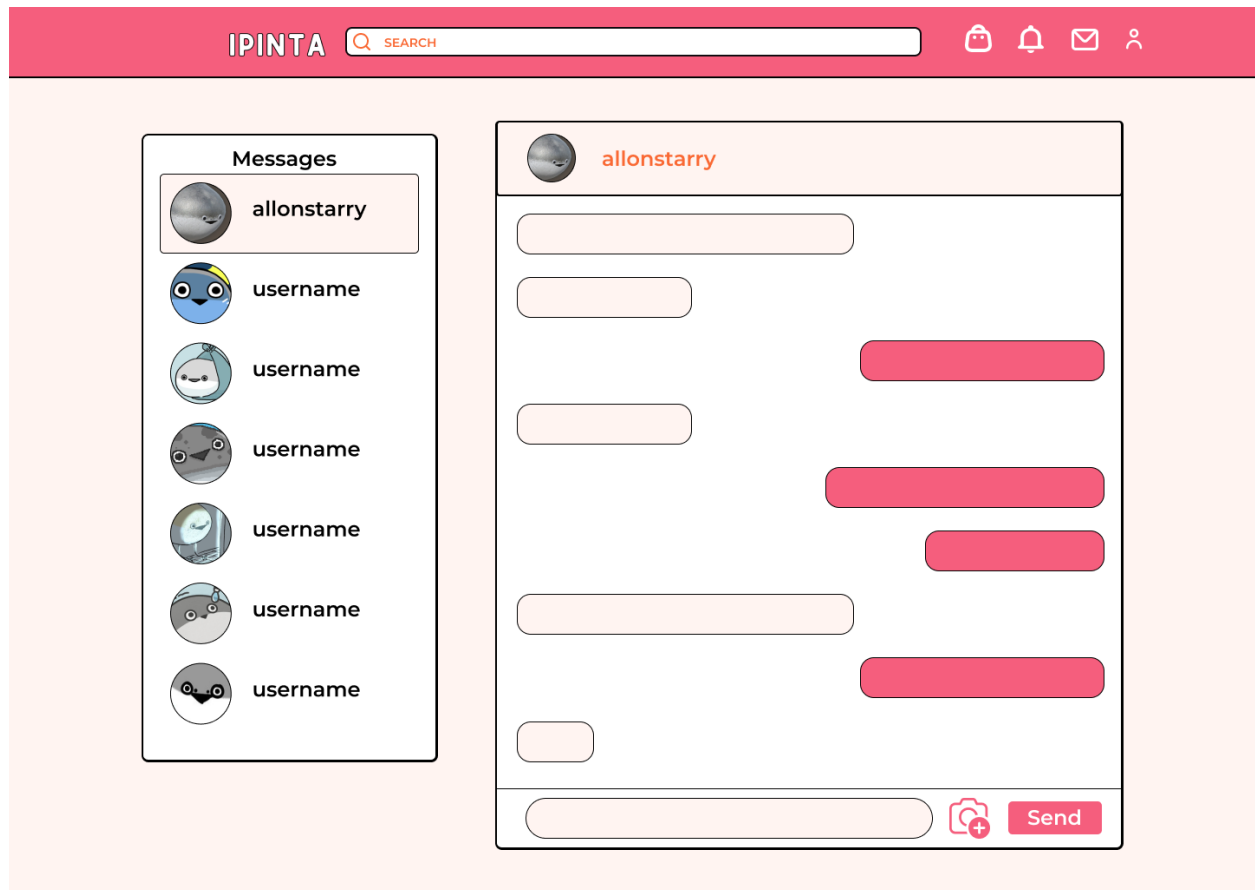 IPINTA
SEARCH
Messages
allonstarry
username
username
username
username
username
username
allonstarry
Send